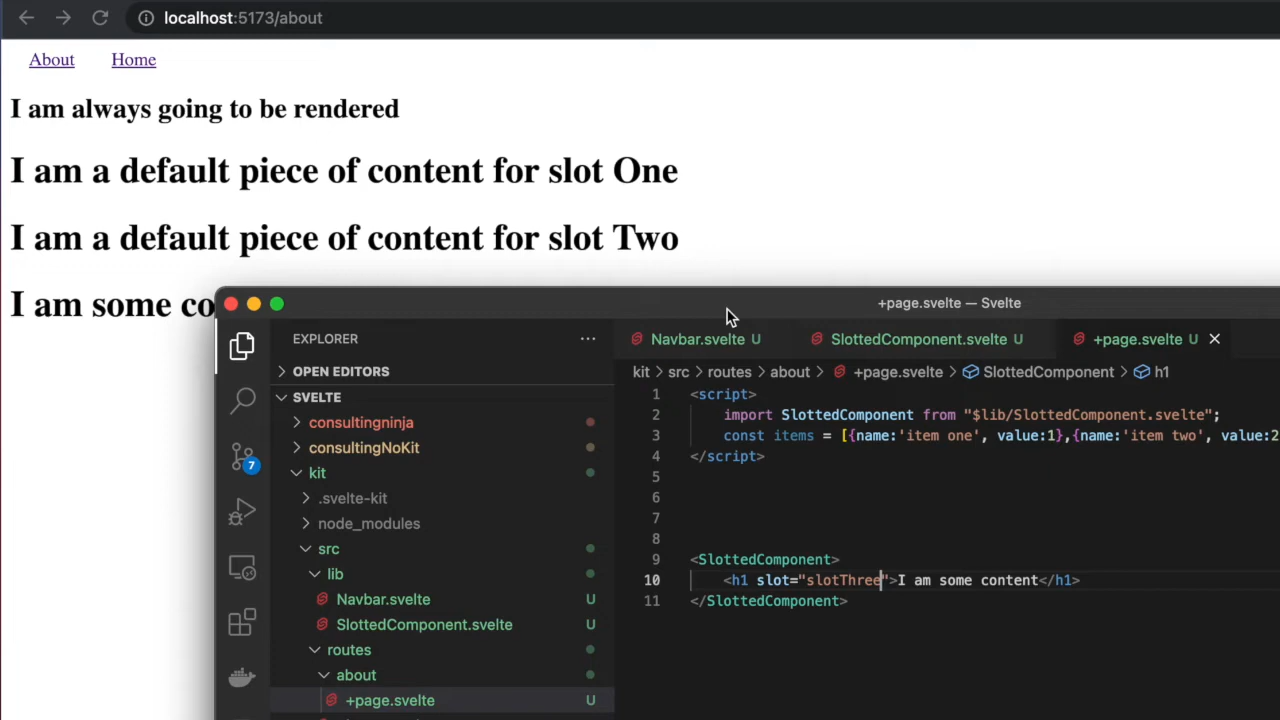 localhost:5173/about
About Home
I am always going to be rendered
I am a default piece of content for slot One
I am a default piece of content for slot Two
I am some co
+page.svelte — Svelte
EXPLORER
Navbar.svelte U SlottedComponent.svelte U +page.svelte U
OPEN EDITORS
kit > src > routes > about > +page.svelte > SlottedComponent > h1
SVELTE
consultingninja
consultingNoKit
kit
.svelte-kit
node_modules
src
lib
Navbar.svelte U
SlottedComponent.svelte U
routes
about
+page.svelte U
7
1 <script>
2 import SlottedComponent from "$lib/SlottedComponent.svelte";
3 const items = [{name:'item one', value:1},{name:'item two', value:2
4 </script>
5
6
7
8
9 <SlottedComponent>
10 <h1 slot="slotThree">I am some content</h1>
11 </SlottedComponent>